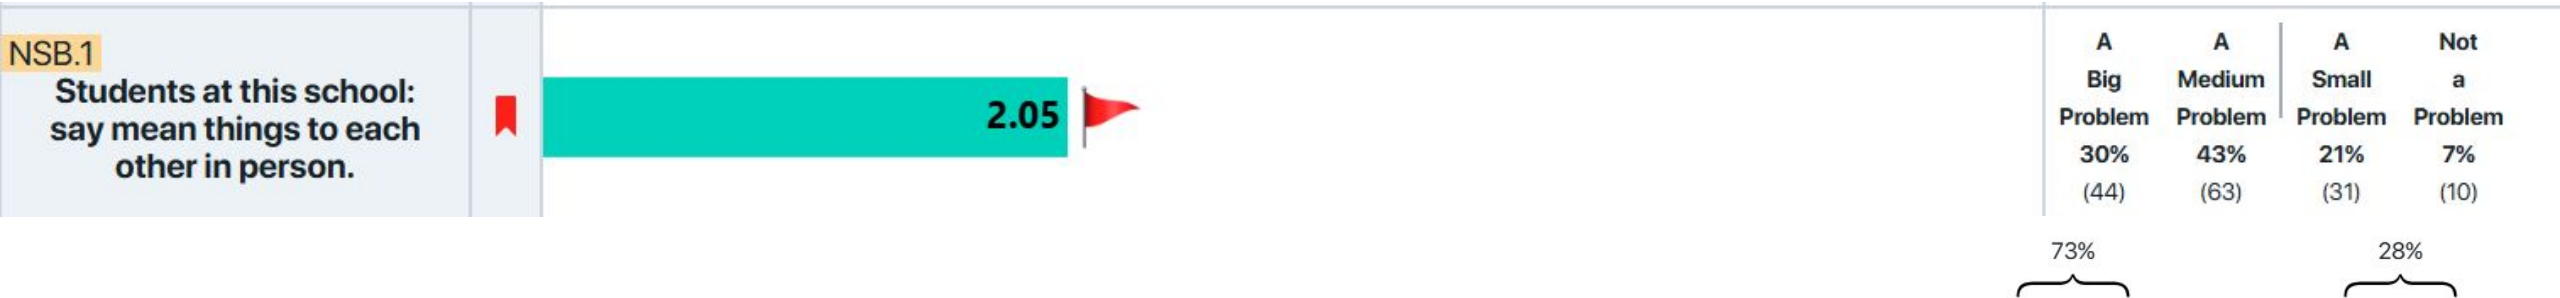 NSB.1
Students at this school:
say mean things to each
other in person.
2.05
A A A Not
Big Medium Small a
Problem Problem Problem Problem
30% 43% 21% 7%
(44) (63) (31) (10)
73% 28%